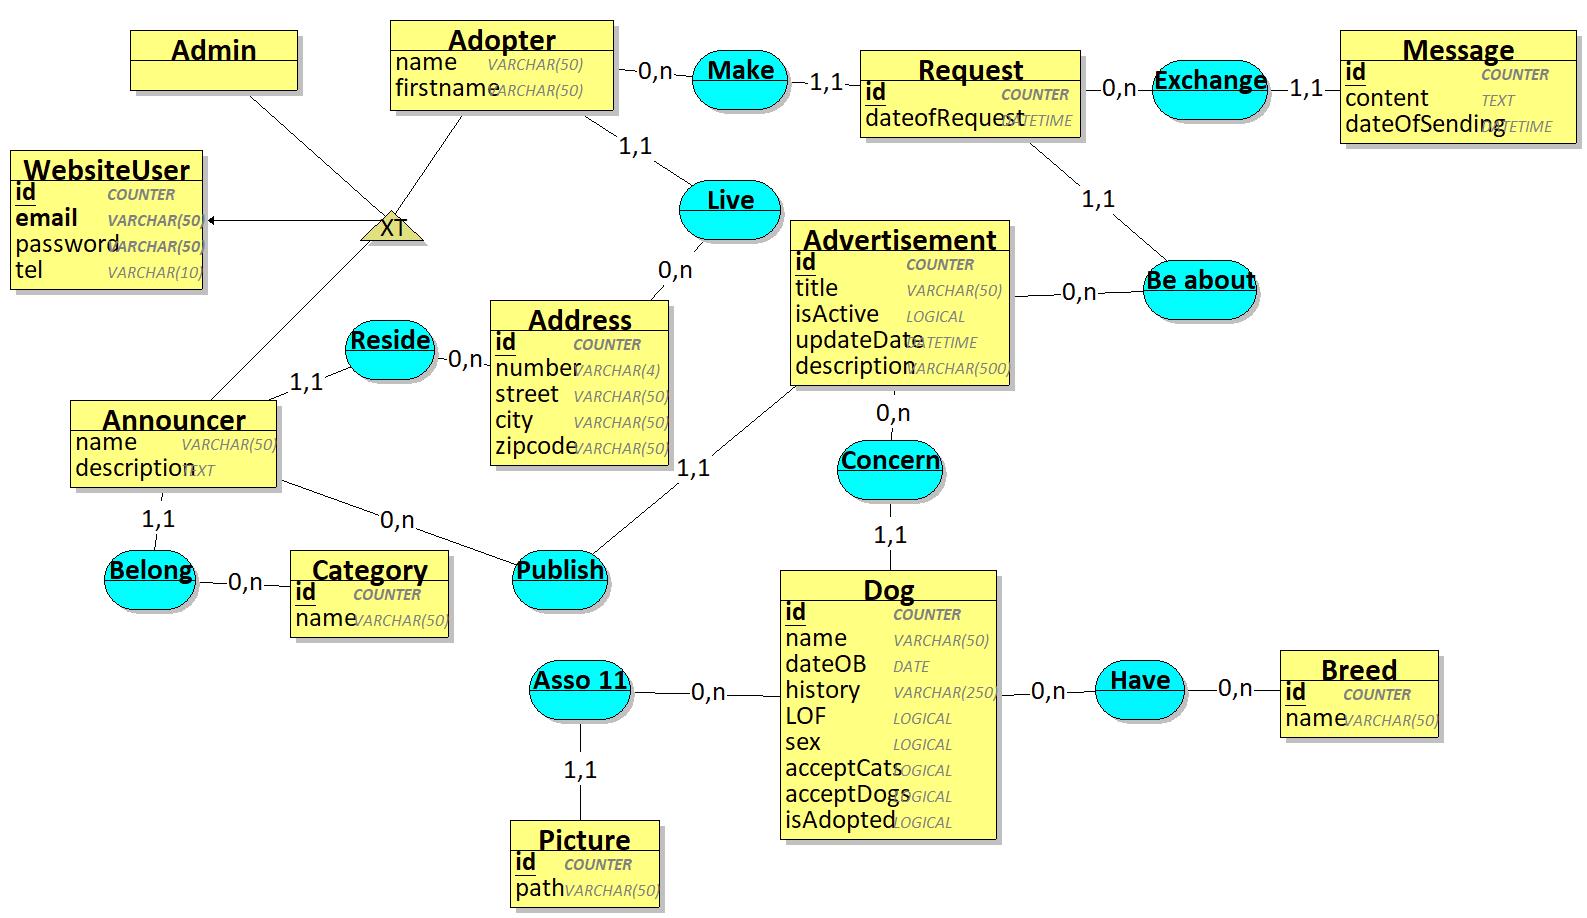 Admin
Adopter
name VARCHAR(50)
firstname VARCHAR(50)
0,n
Make
1,1
Request
id COUNTER
dateofRequest DATETIME
0,n
Exchange
1,1
Message
id COUNTER
content TEXT
dateOfSending DATETIME
WebsiteUser
id COUNTER
email VARCHAR(50)
password VARCHAR(50)
tel VARCHAR(10)
XT
1,1
Live
0,n
1,1
Be about
0,n
Advertisement
id COUNTER
title VARCHAR(50)
isActive LOGICAL
updateDate DATETIME
description VARCHAR(500)
Reside
0,n
1,1
Address
id COUNTER
number VARCHAR(4)
street VARCHAR(50)
city VARCHAR(50)
zipcode VARCHAR(50)
Announcer
name VARCHAR(50)
description TEXT
1,1
0,n
1,1
0,n
Concern
1,1
Belong
0,n
Category
id COUNTER
name VARCHAR(50)
Publish
Dog
id COUNTER
name VARCHAR(50)
dateOB DATE
history VARCHAR(250)
LOF LOGICAL
sex LOGICAL
acceptCats LOGICAL
acceptDogs LOGICAL
isAdopted LOGICAL
Asso 11
0,n
0,n
Have
0,n
Breed
id COUNTER
name VARCHAR(50)
1,1
Picture
id COUNTER
path VARCHAR(50)